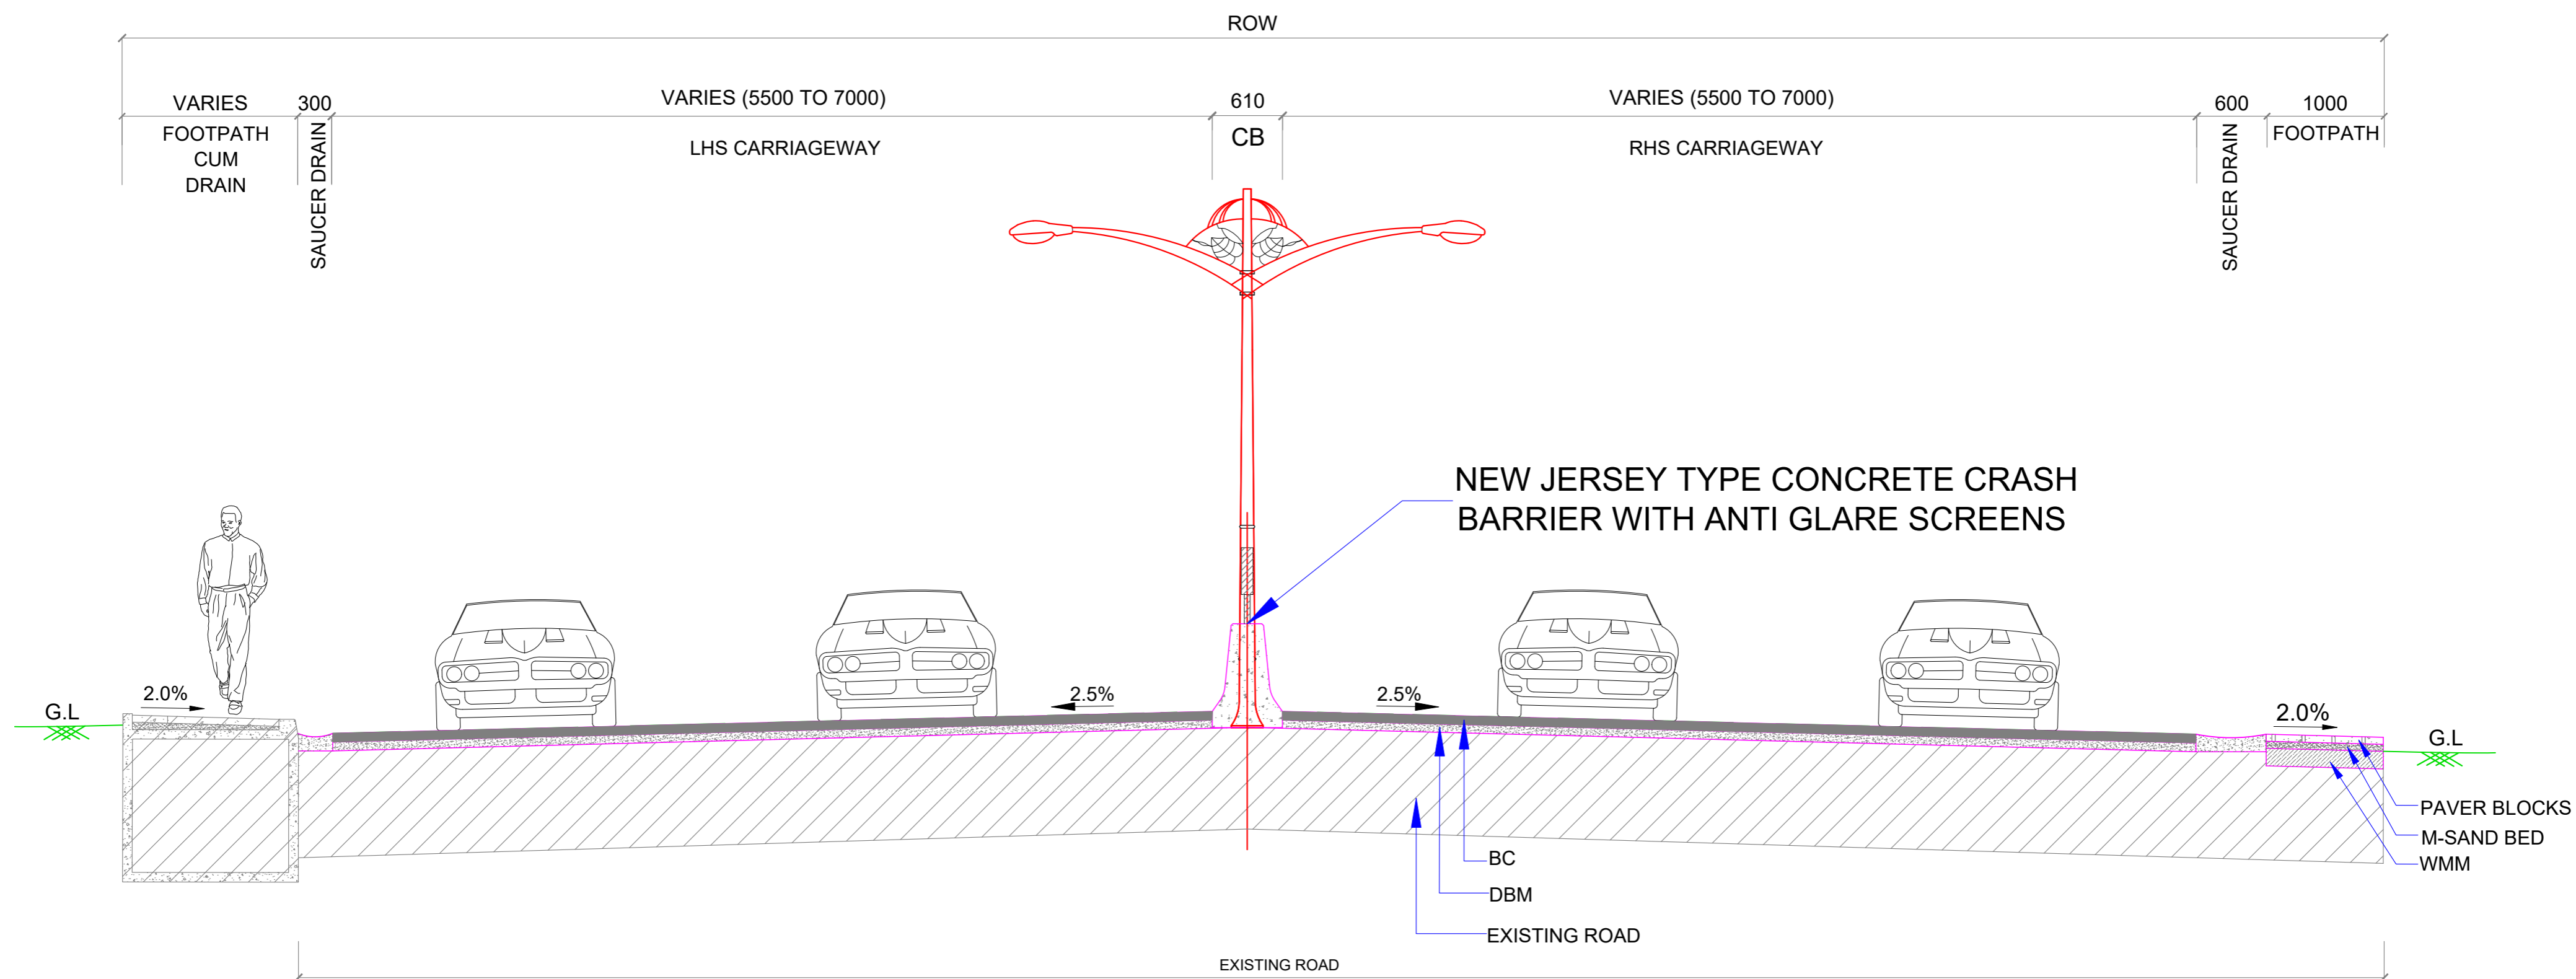 ROW
VARIES
300
VARIES (5500 TO 7000)
610
VARIES (5500 TO 7000)
600
1000
FOOTPATH
CUM
DRAIN
SAUCER DRAIN
LHS CARRIAGEWAY
CB
RHS CARRIAGEWAY
SAUCER DRAIN
FOOTPATH
NEW JERSEY TYPE CONCRETE CRASH
BARRIER WITH ANTI GLARE SCREENS
G.L
2.0%
2.5%
2.5%
2.0%
G.L
PAVER BLOCKS
M-SAND BED
WMM
BC
DBM
EXISTING ROAD
EXISTING ROAD